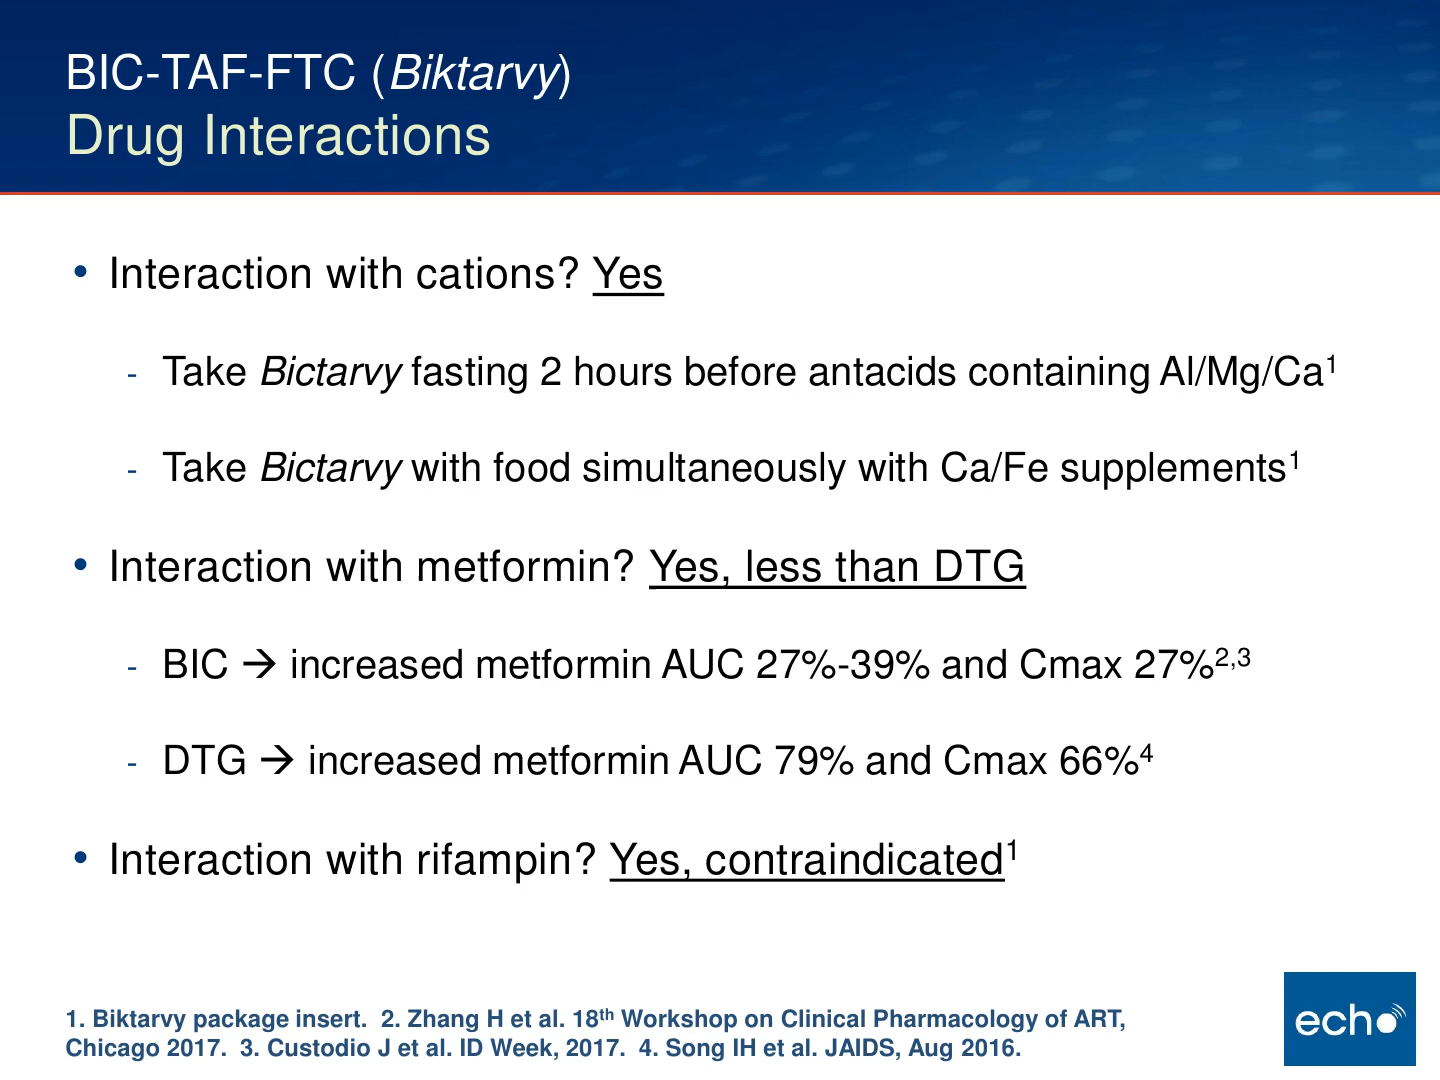 BIC-TAF-FTC (Biktarvy)
Drug Interactions
• Interaction with cations? Yes
- Take Bictarvy fasting 2 hours before antacids containing Al/Mg/Ca¹
- Take Bictarvy with food simultaneously with Ca/Fe supplements¹
• Interaction with metformin? Yes, less than DTG
- BIC → increased metformin AUC 27%-39% and Cmax 27%²,³
- DTG → increased metformin AUC 79% and Cmax 66%⁴
• Interaction with rifampin? Yes, contraindicated¹
1. Biktarvy package insert. 2. Zhang H et al. 18th Workshop on Clinical Pharmacology of ART,
Chicago 2017. 3. Custodio J et al. ID Week, 2017. 4. Song IH et al. JAIDS, Aug 2016.
echo